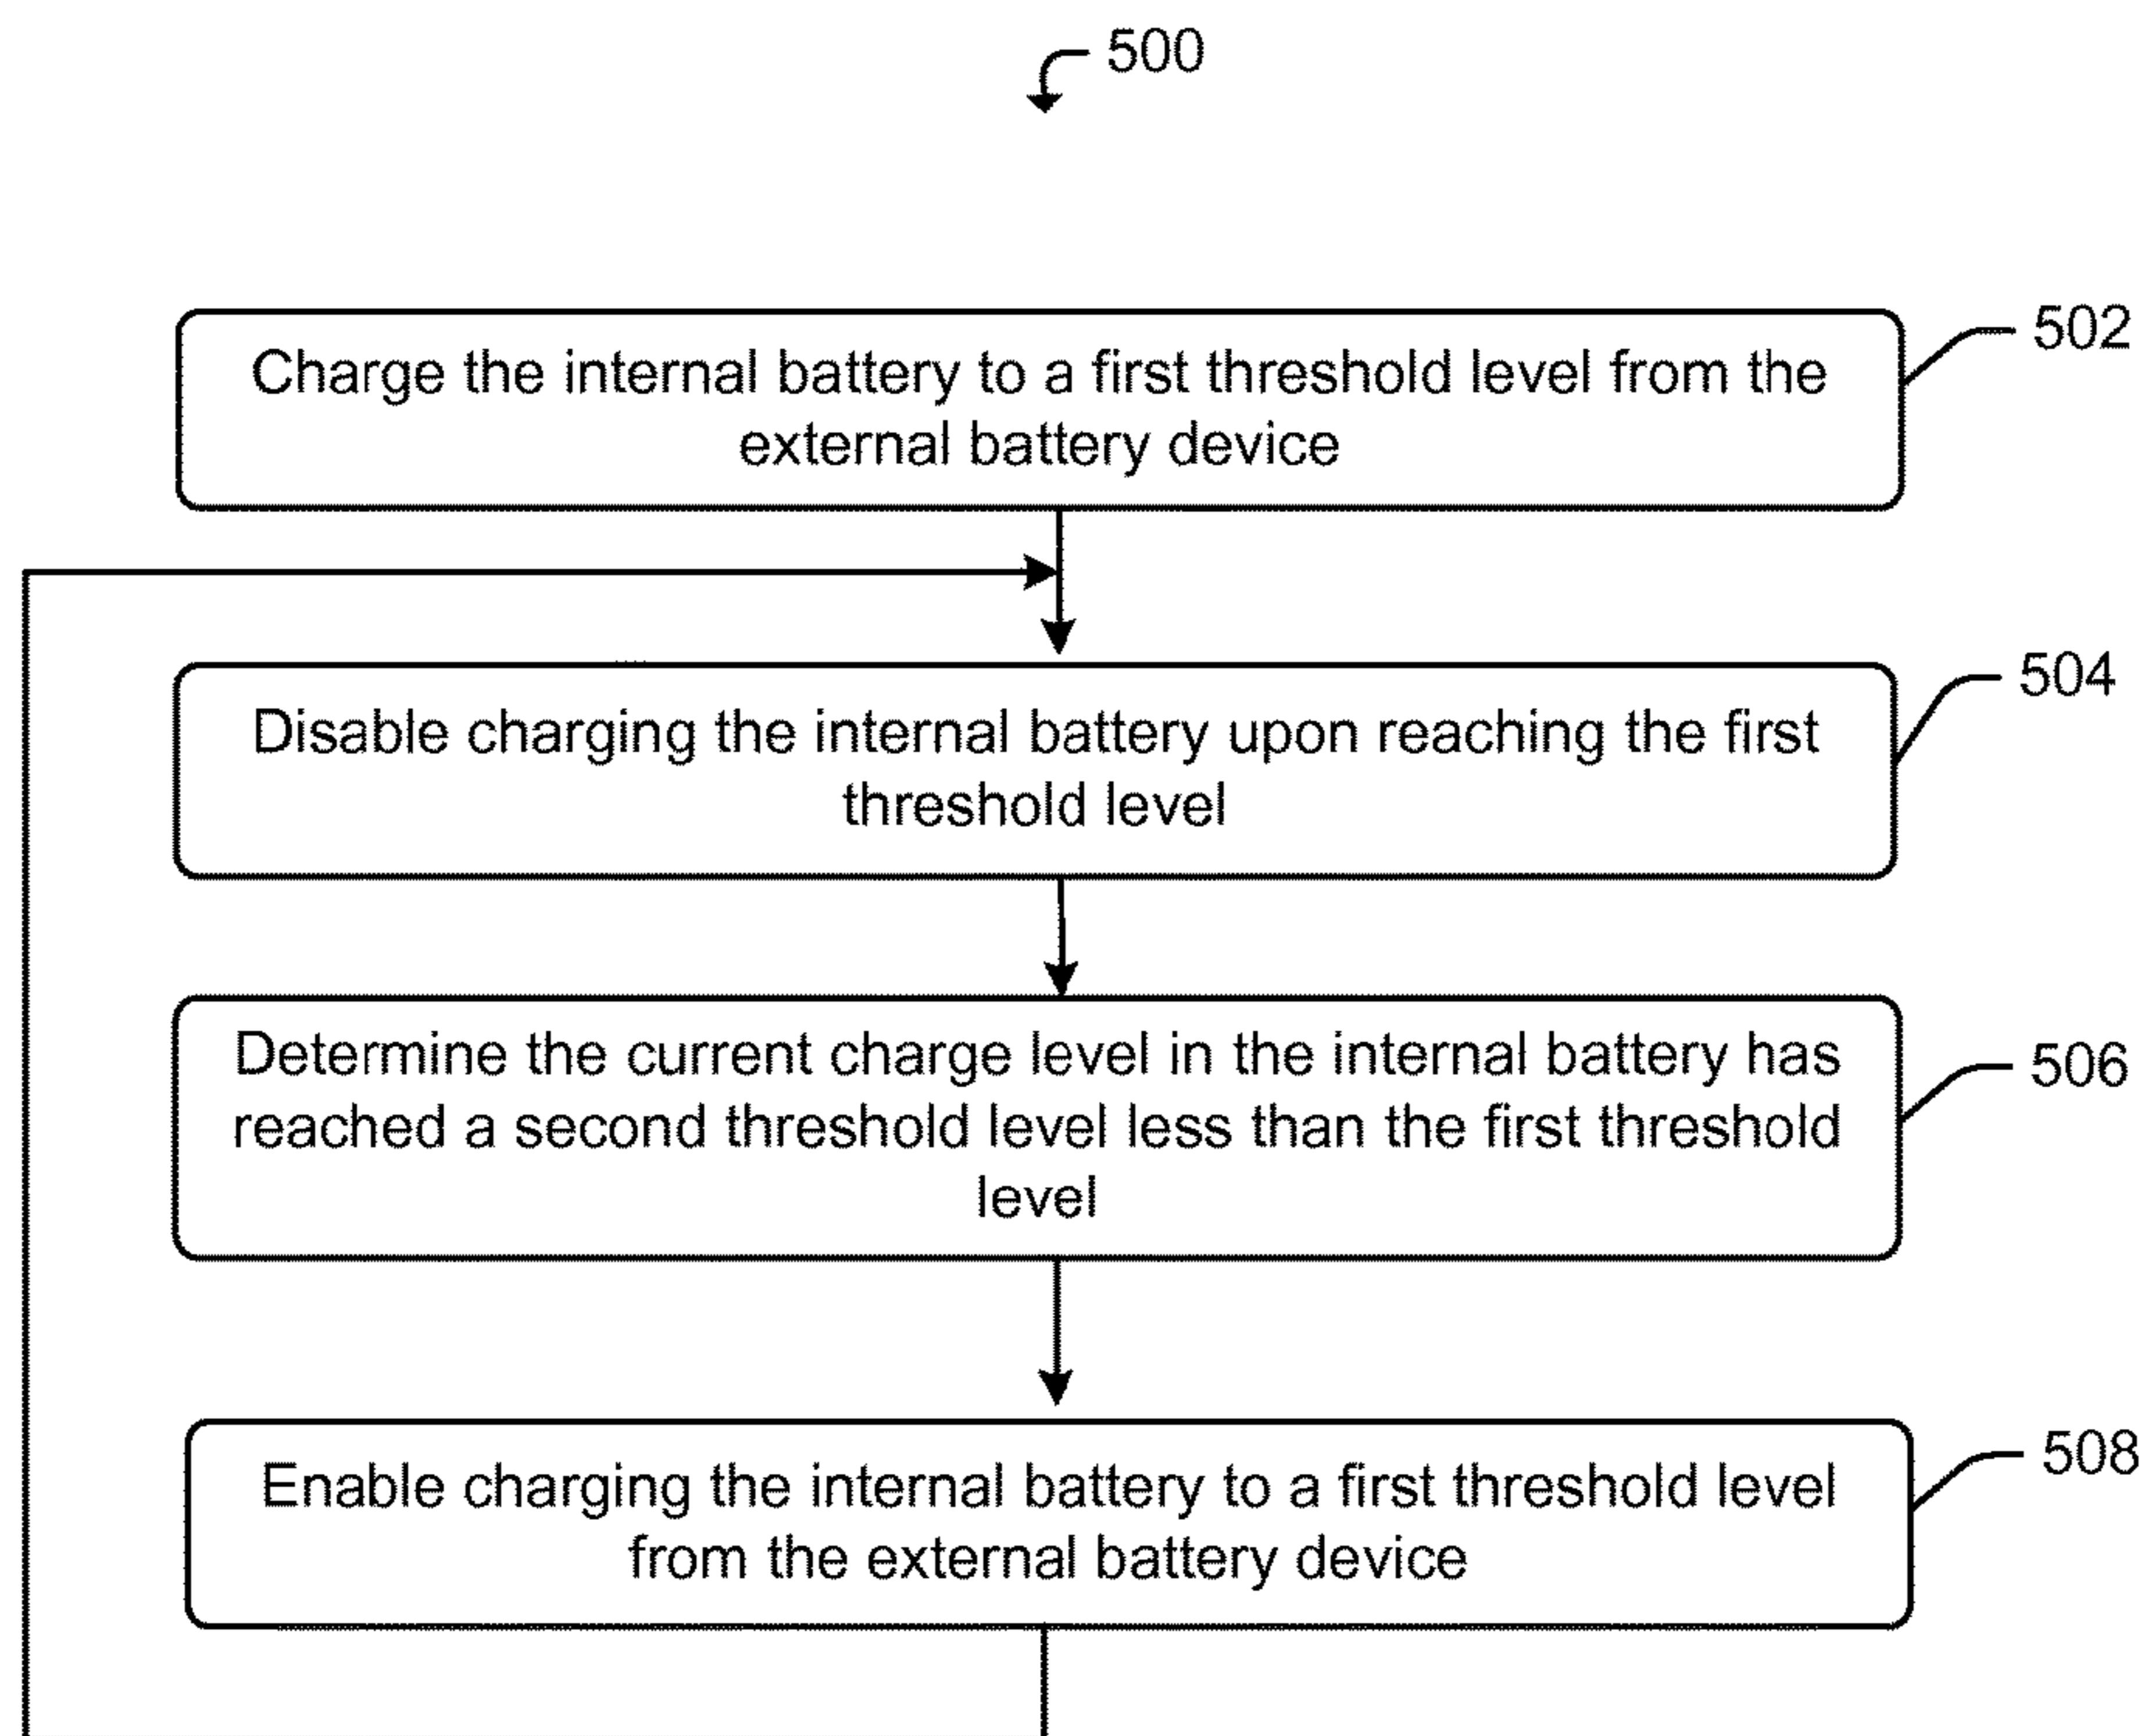 500
502
Charge the internal battery to a first threshold level from the
external battery device
504
Disable charging the internal battery upon reaching the first
threshold level
506
Determine the current charge level in the internal battery has
reached a second threshold level less than the first threshold
level
508
Enable charging the internal battery to a first threshold level
from the external battery device